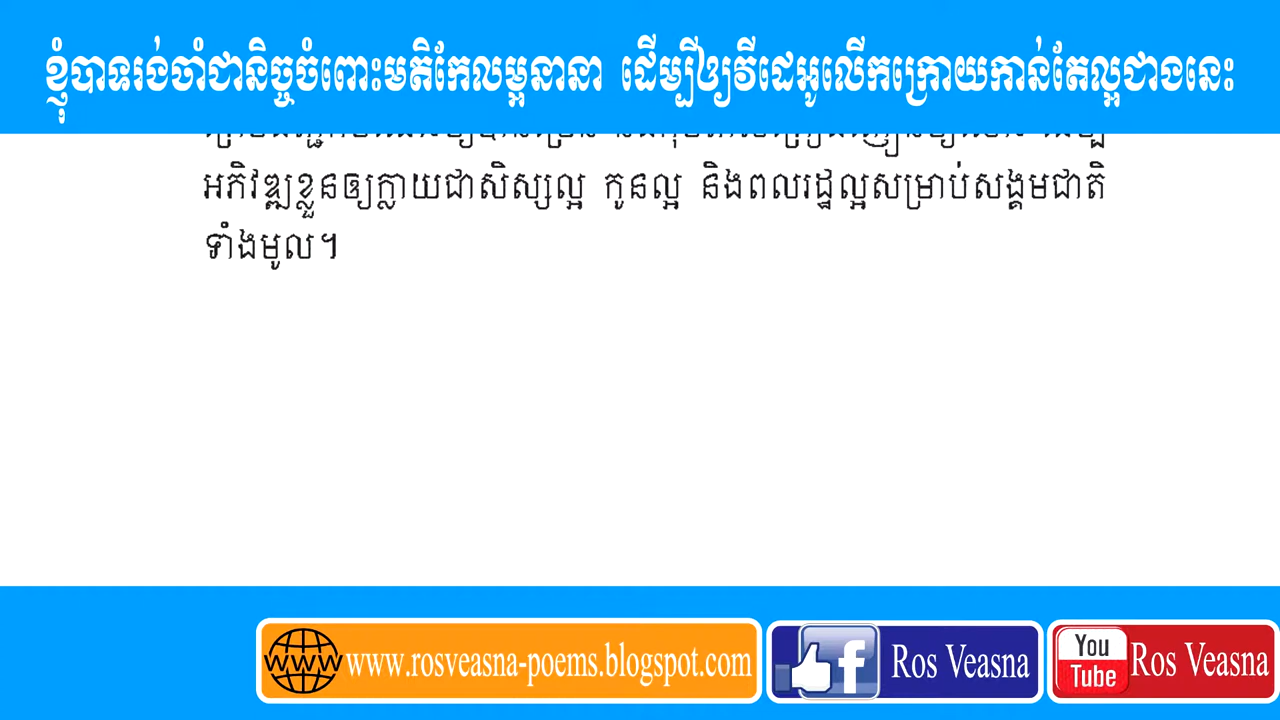 ខ្ញុំបាទរង់ចាំជានិច្ចចំពោះមតិកែលម្អនានា ដើម្បីឲ្យវីដេអូលើកក្រោយកាន់តែល្អជាងនេះ
អភិវឌ្ឍខ្លួនឲ្យក្លាយជាសិស្សល្អ កូនល្អ និងពលរដ្ឋល្អសម្រាប់សង្គមជាតិ
ទាំងមូល។
www www.rosveasna-poems.blogspot.com
f Ros Veasna
You Tube Ros Veasna